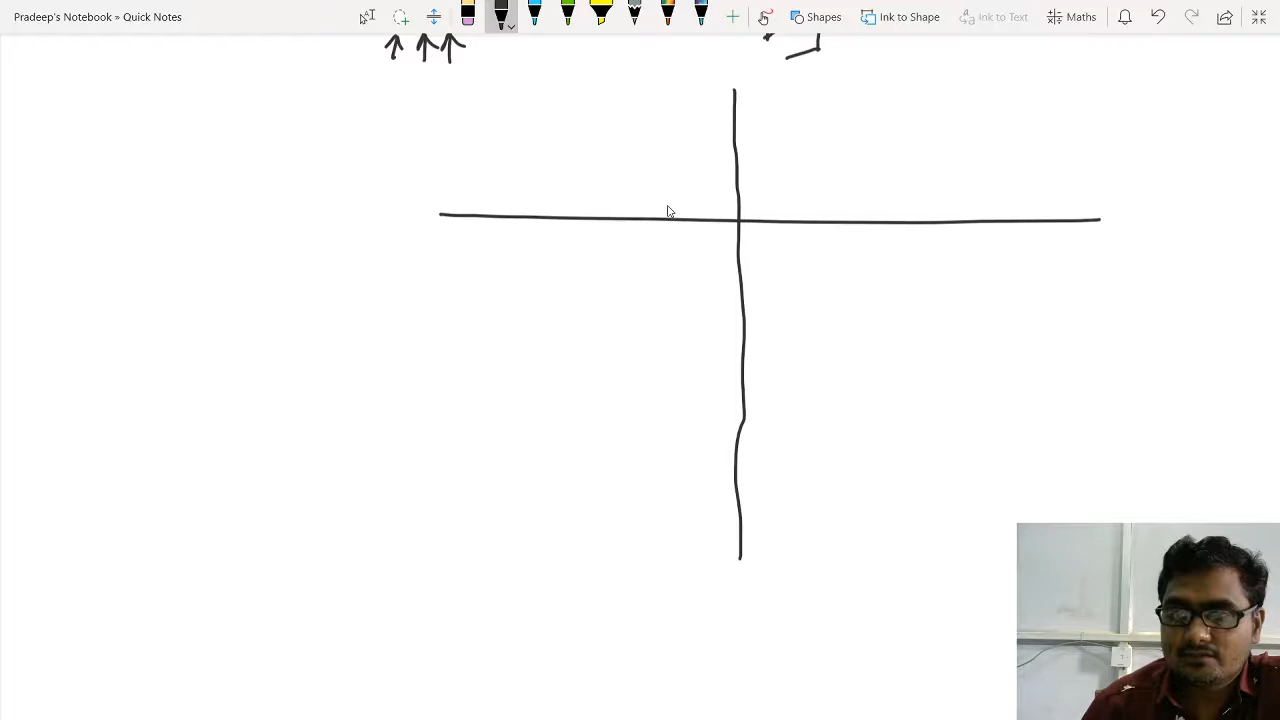 Pradeep's Notebook » Quick Notes
Shapes
Ink to Shape
Ink to Text
Maths